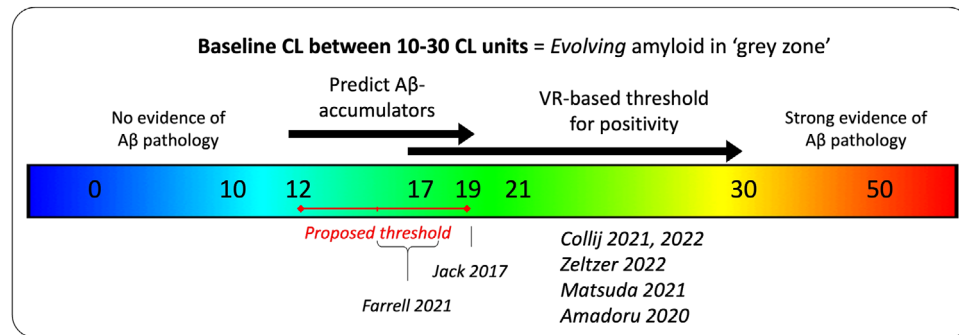 Baseline CL between 10-30 CL units = Evolving amyloid in ‘grey zone’
Predict Aβ-
accumulators
VR-based threshold
for positivity
No evidence of
Aβ pathology
Strong evidence of
Aβ pathology
0 10 12 17 19 21 30 50
Proposed threshold
Jack 2017
Farrell 2021
Collij 2021, 2022
Zeltzer 2022
Matsuda 2021
Amadoru 2020